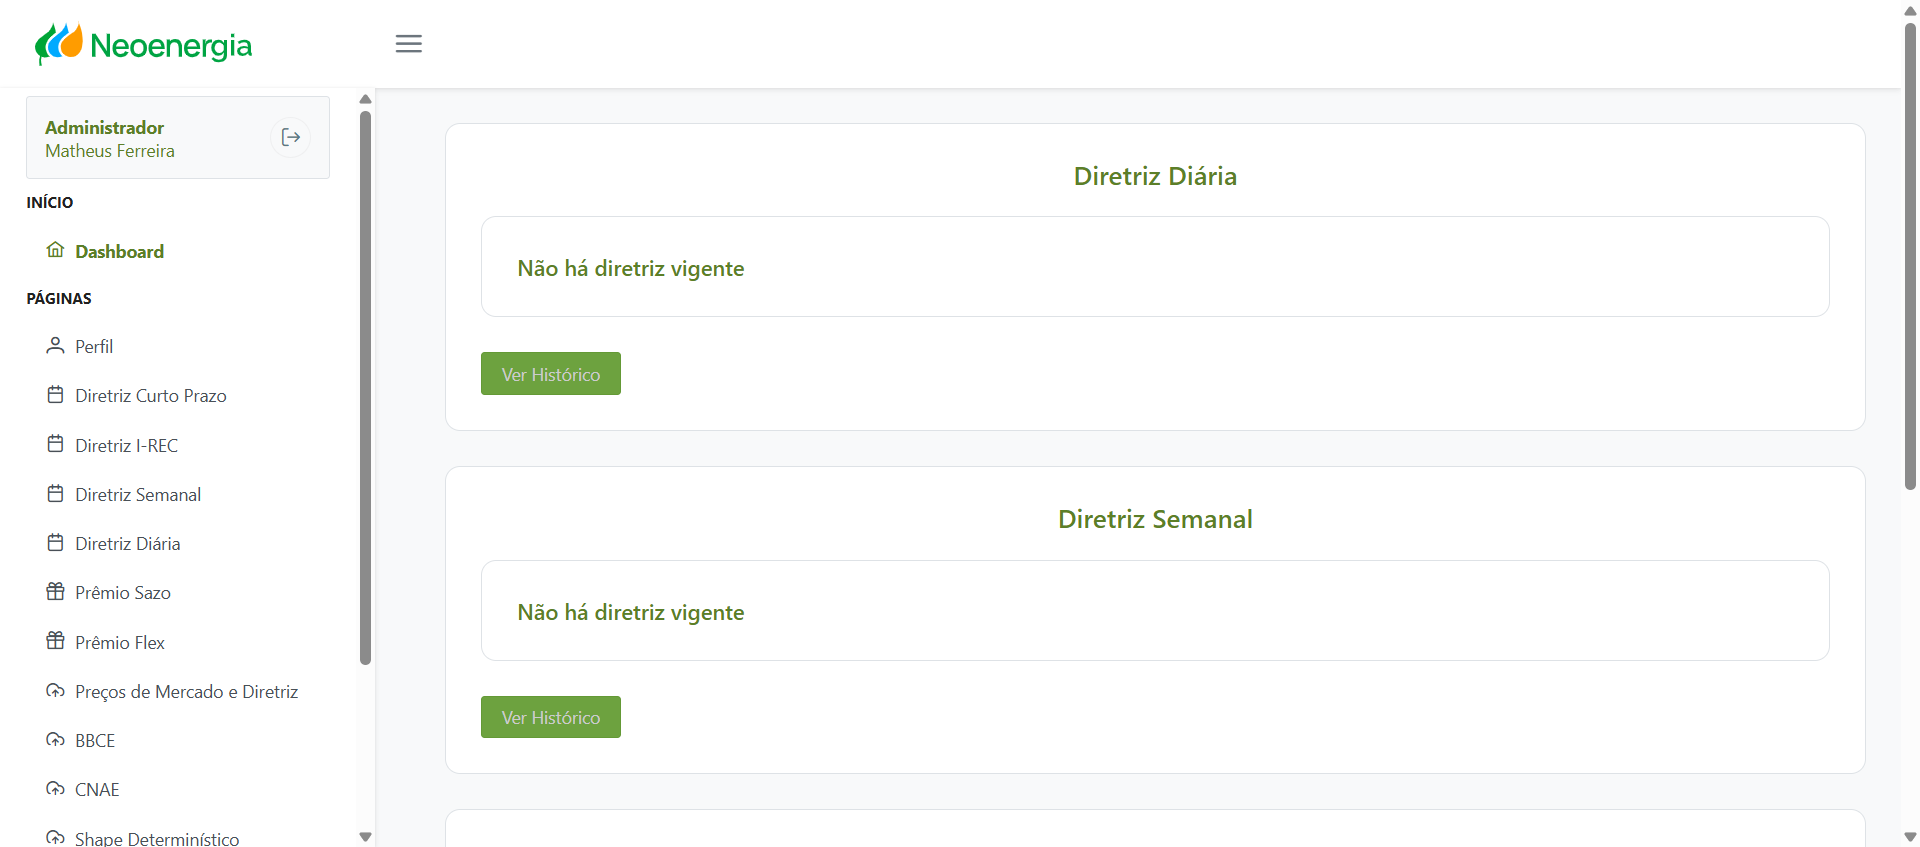 Neoenergia
Administrador
Matheus Ferreira
INÍCIO
Dashboard
PÁGINAS
Perfil
Diretriz Curto Prazo
Diretriz I-REC
Diretriz Semanal
Diretriz Diária
Prêmio Sazo
Prêmio Flex
Preços de Mercado e Diretriz
BBCE
CNAE
Shape Determinístico
Diretriz Diária
Não há diretriz vigente
Ver Histórico
Diretriz Semanal
Não há diretriz vigente
Ver Histórico